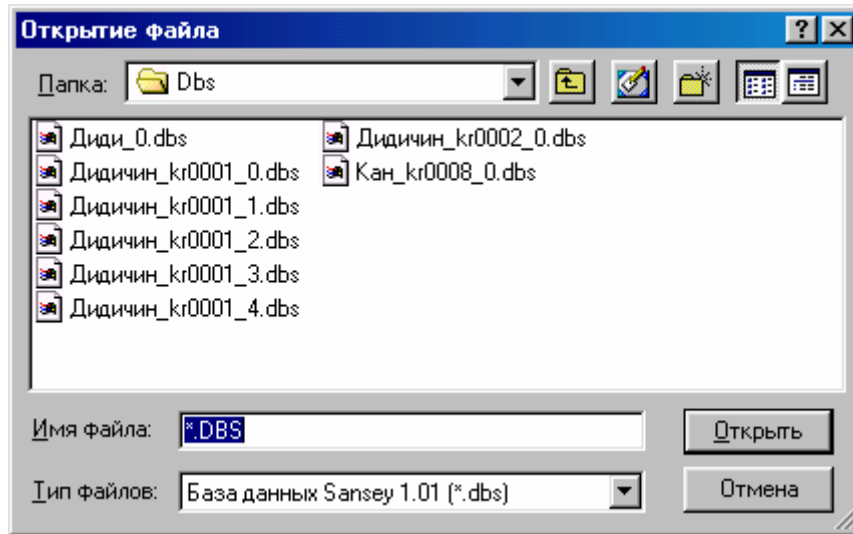 Открытие файла
Папка: Dbs
Диди_0.dbs
Дидичин_kr0001_0.dbs
Дидичин_kr0001_1.dbs
Дидичин_kr0001_2.dbs
Дидичин_kr0001_3.dbs
Дидичин_kr0001_4.dbs
Дидичин_kr0002_0.dbs
Кан_kr0008_0.dbs
Имя файла: *.DBS Открыть
Тип файлов: База данных Sansey 1.01 (*.dbs) Отмена